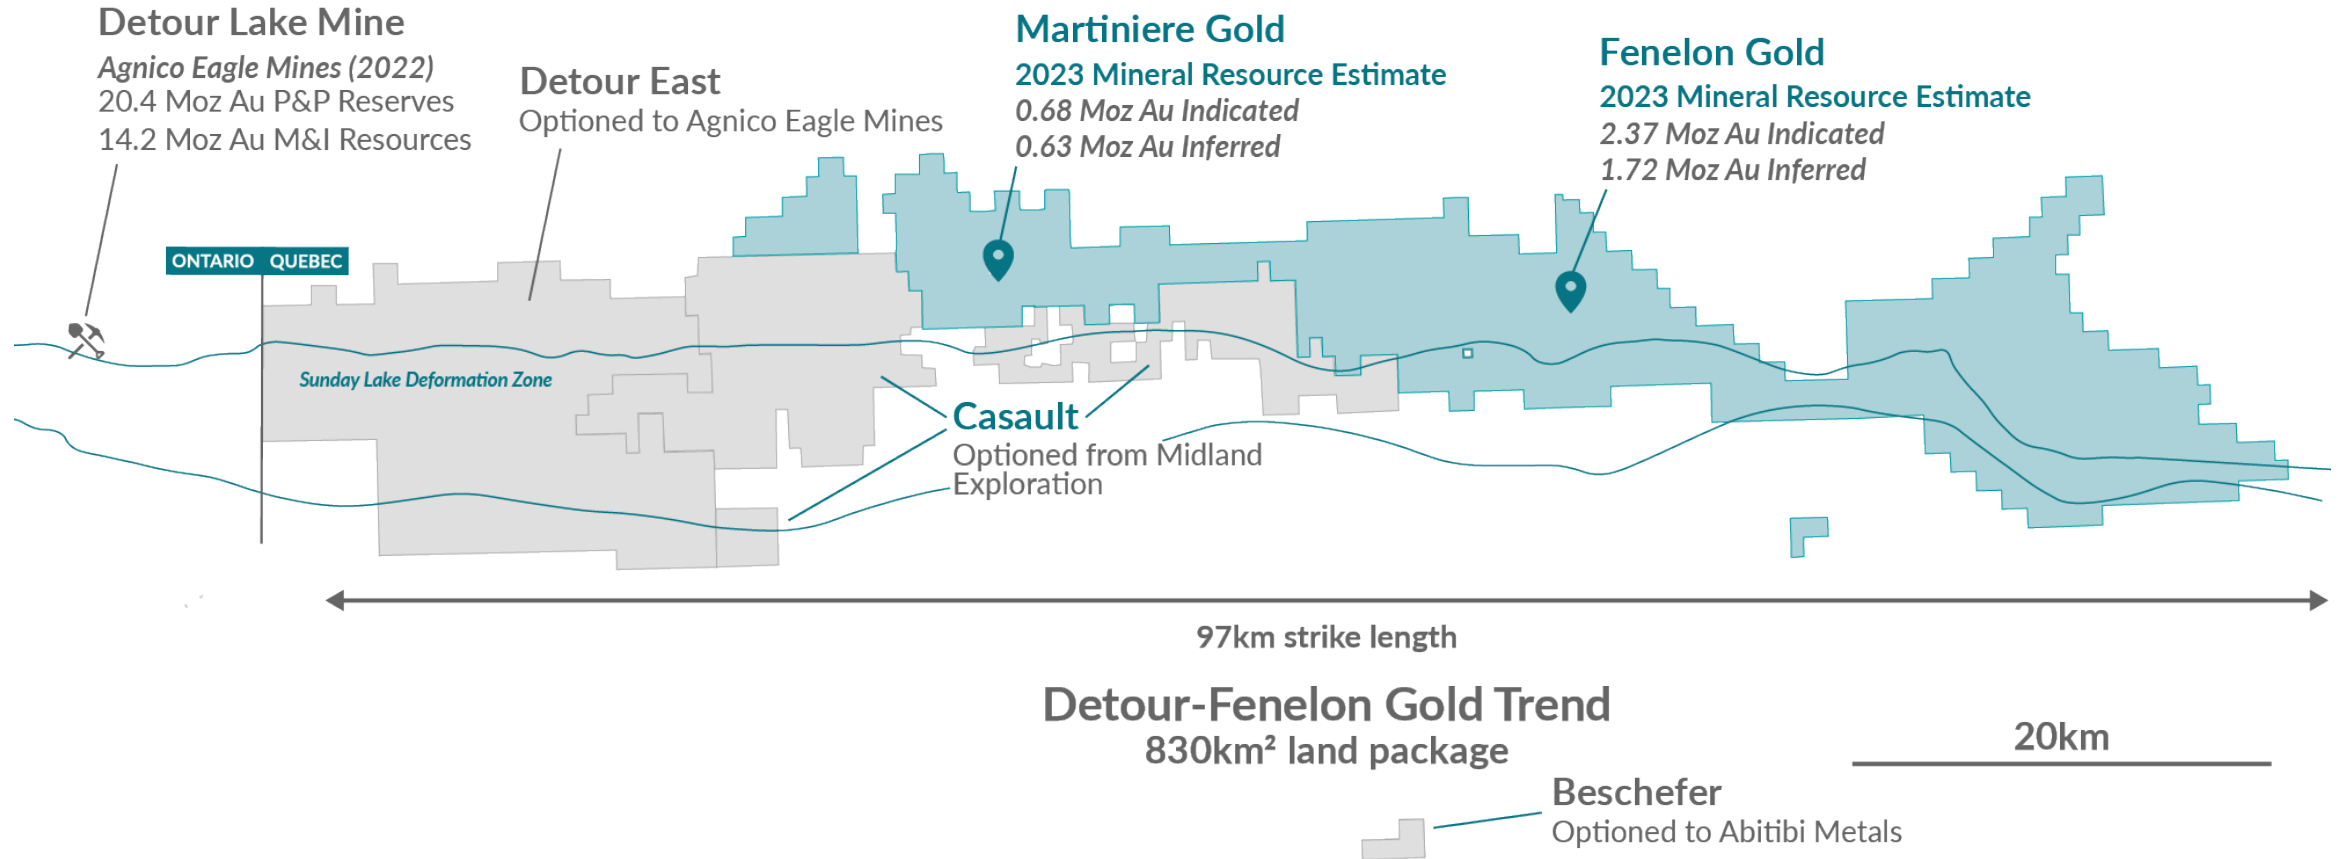 Detour Lake Mine
Agnico Eagle Mines (2022)
20.4 Moz Au P&P Reserves
14.2 Moz Au M&I Resources
Detour East
Optioned to Agnico Eagle Mines
Martiniere Gold
2023 Mineral Resource Estimate
0.68 Moz Au Indicated
0.63 Moz Au Inferred
Fenelon Gold
2023 Mineral Resource Estimate
2.37 Moz Au Indicated
1.72 Moz Au Inferred
ONTARIO QUEBEC
Sunday Lake Deformation Zone
Casault
Optioned from Midland
Exploration
97km strike length
Detour-Fenelon Gold Trend
830km² land package
20km
Beschefer
Optioned to Abitibi Metals